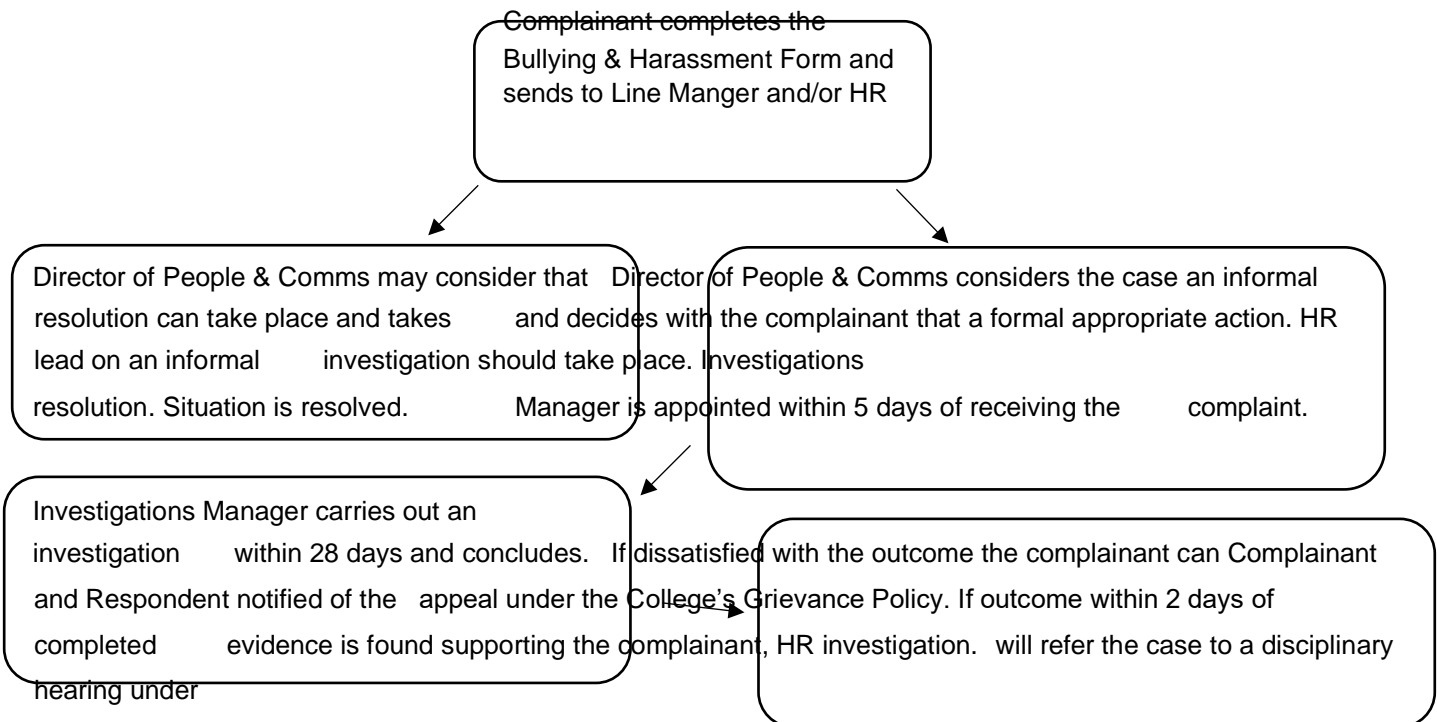 Complainant completes the
Bullying & Harassment Form and
sends to Line Manger and/or HR
Director of People & Comms may consider that Director of People & Comms considers the case an informal
resolution can take place and takes and decides with the complainant that a formal appropriate action. HR
lead on an informal investigation should take place. Investigations
resolution. Situation is resolved. Manager is appointed within 5 days of receiving the complaint.
Investigations Manager carries out an
investigation within 28 days and concludes. If dissatisfied with the outcome the complainant can Complainant
and Respondent notified of the appeal under the College’s Grievance Policy. If outcome within 2 days of
completed evidence is found supporting the complainant, HR investigation. will refer the case to a disciplinary
hearing under